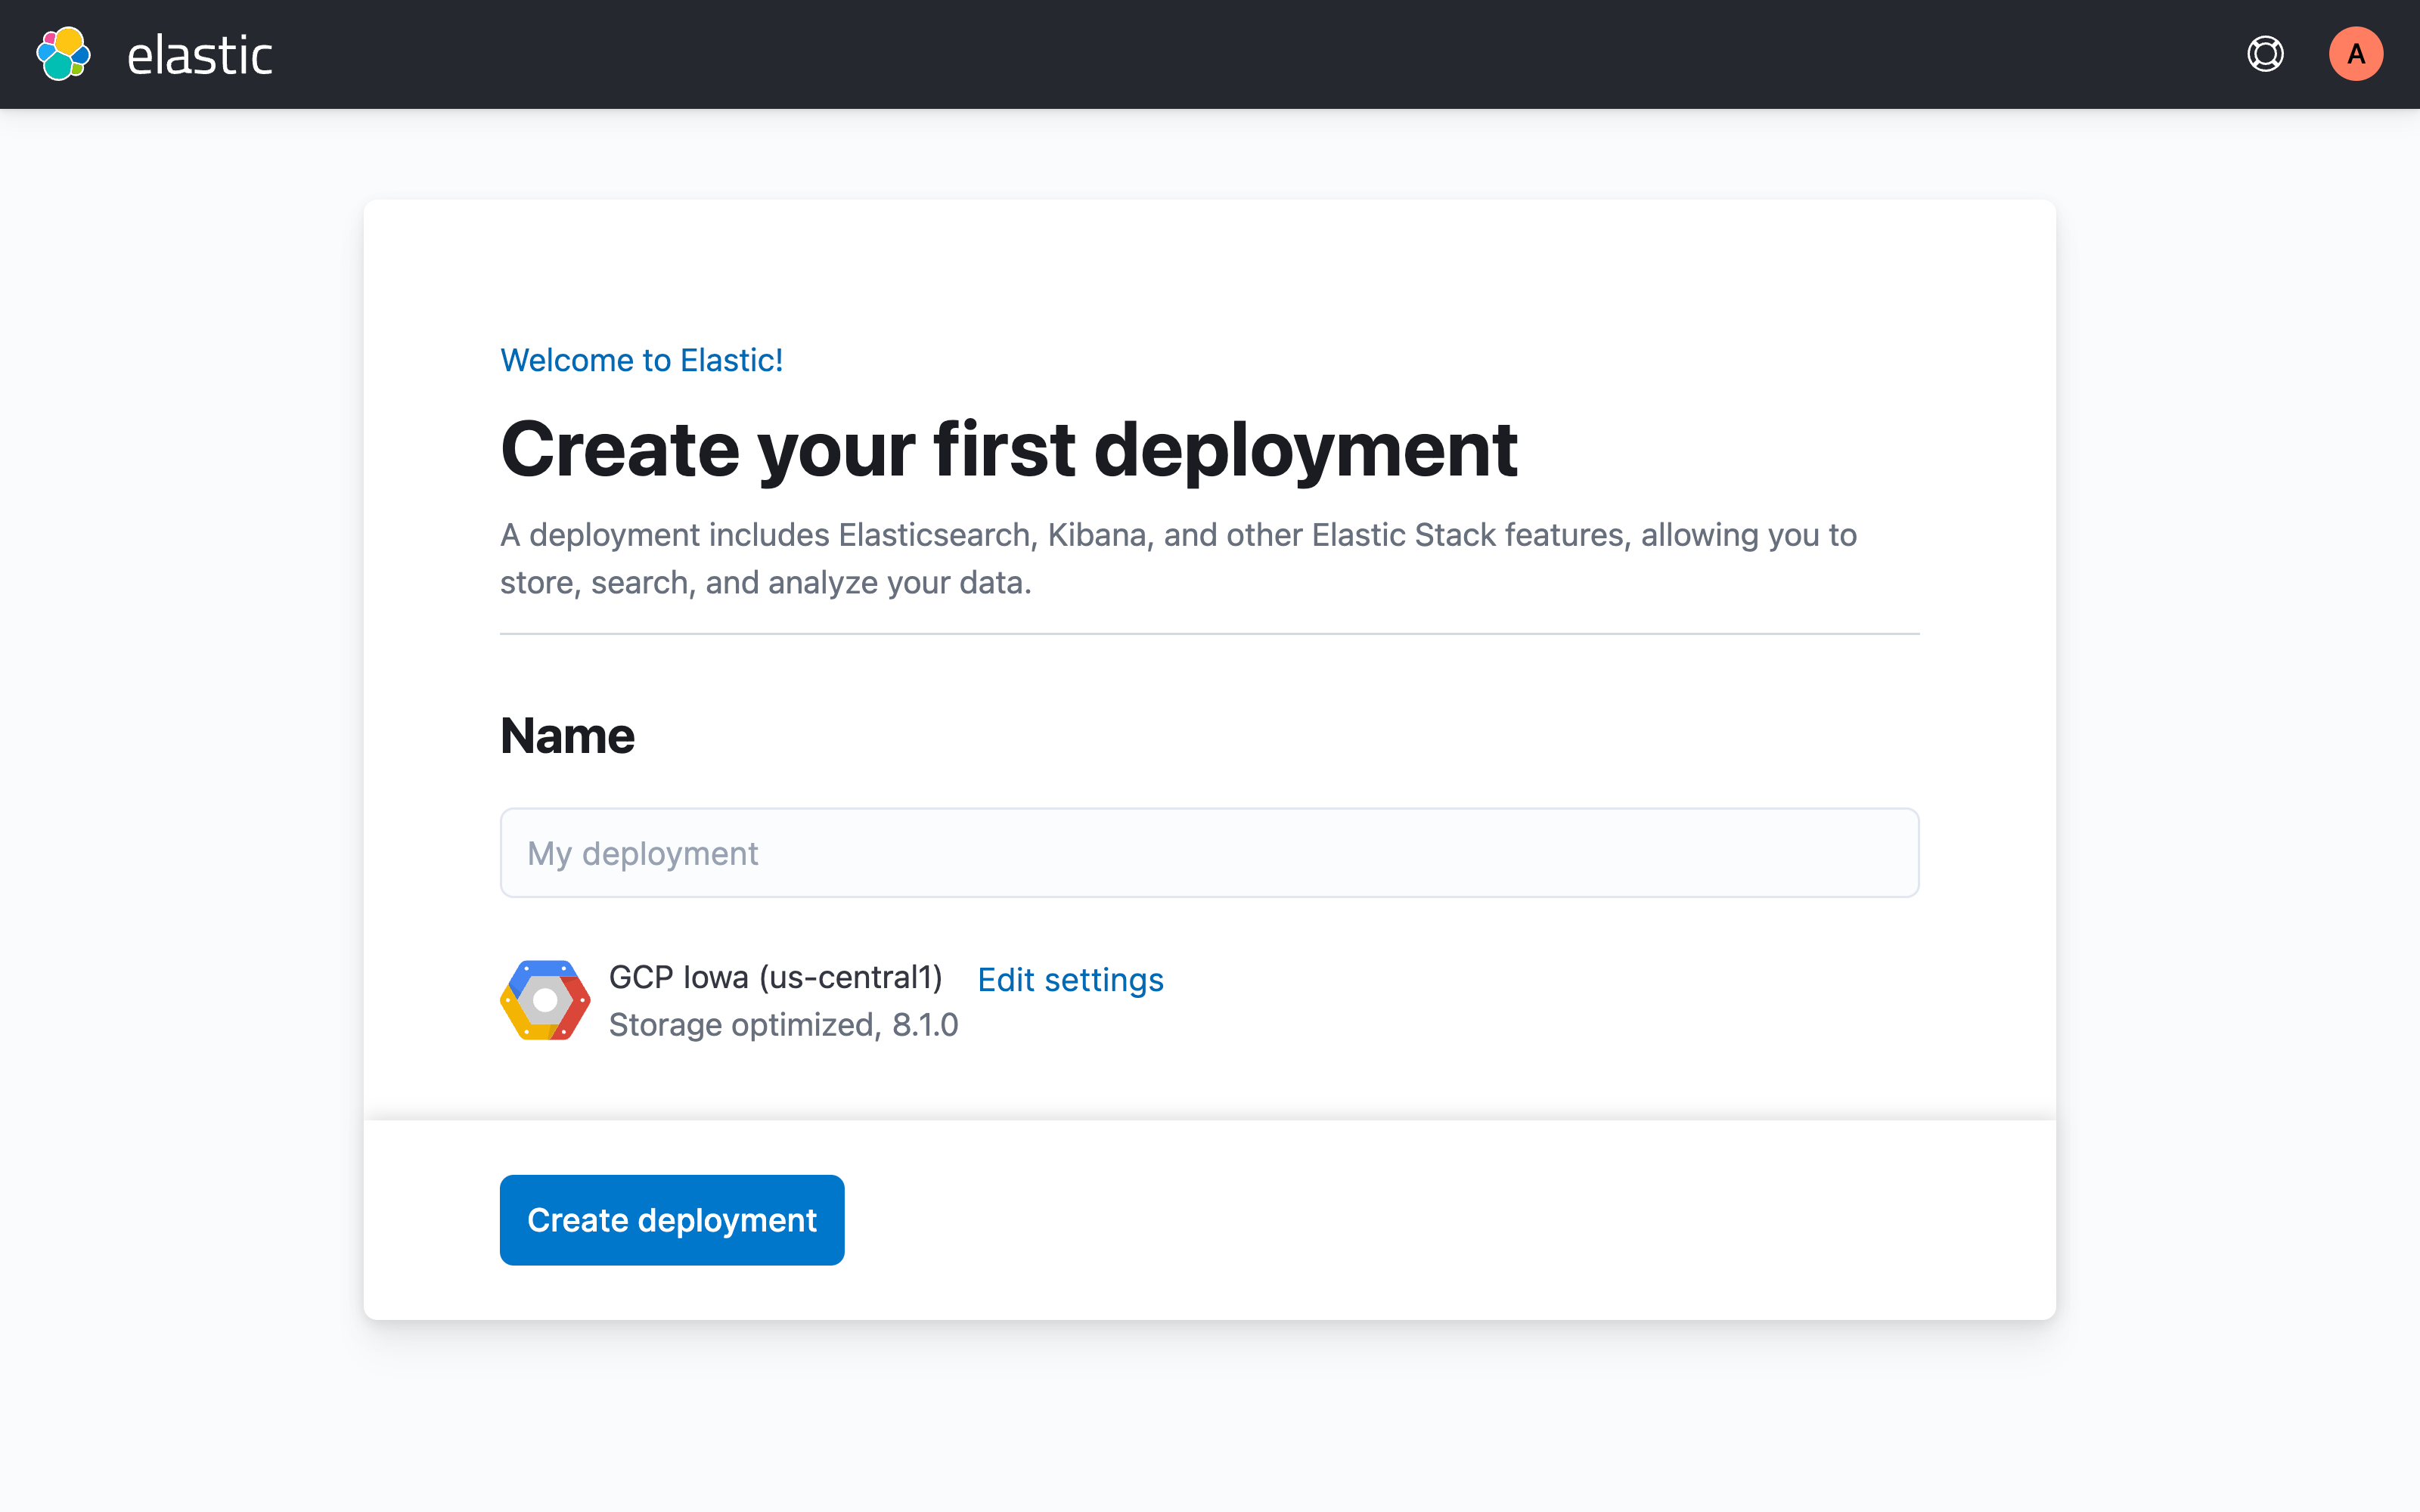 elastic
A
Welcome to Elastic!
Create your first deployment
A deployment includes Elasticsearch, Kibana, and other Elastic Stack features, allowing you to
store, search, and analyze your data.
Name
My deployment
GCP Iowa (us-central1) Edit settings
Storage optimized, 8.1.0
Create deployment